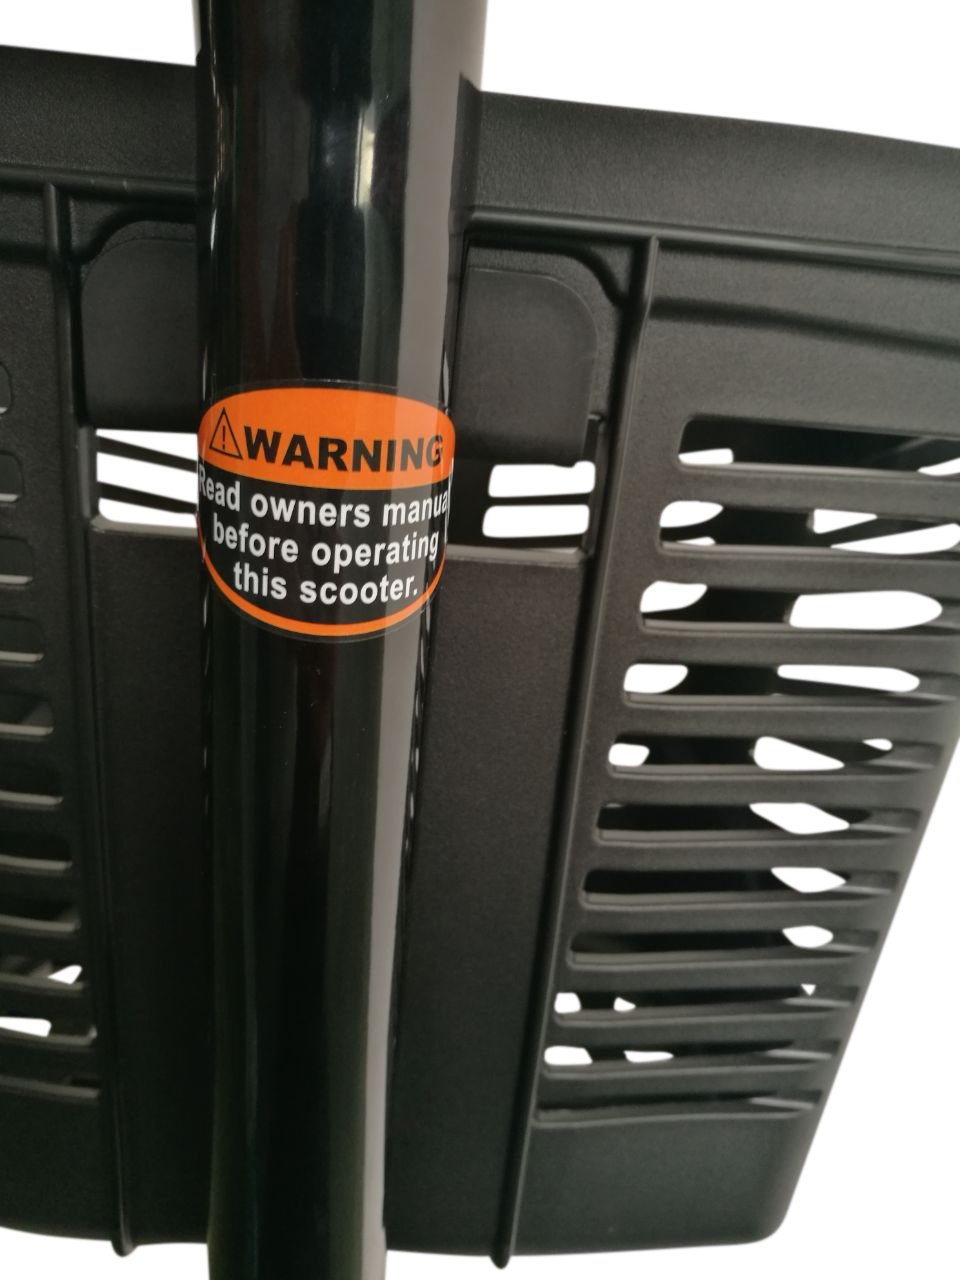 WARNING
Read owners manual
before operating
this scooter.